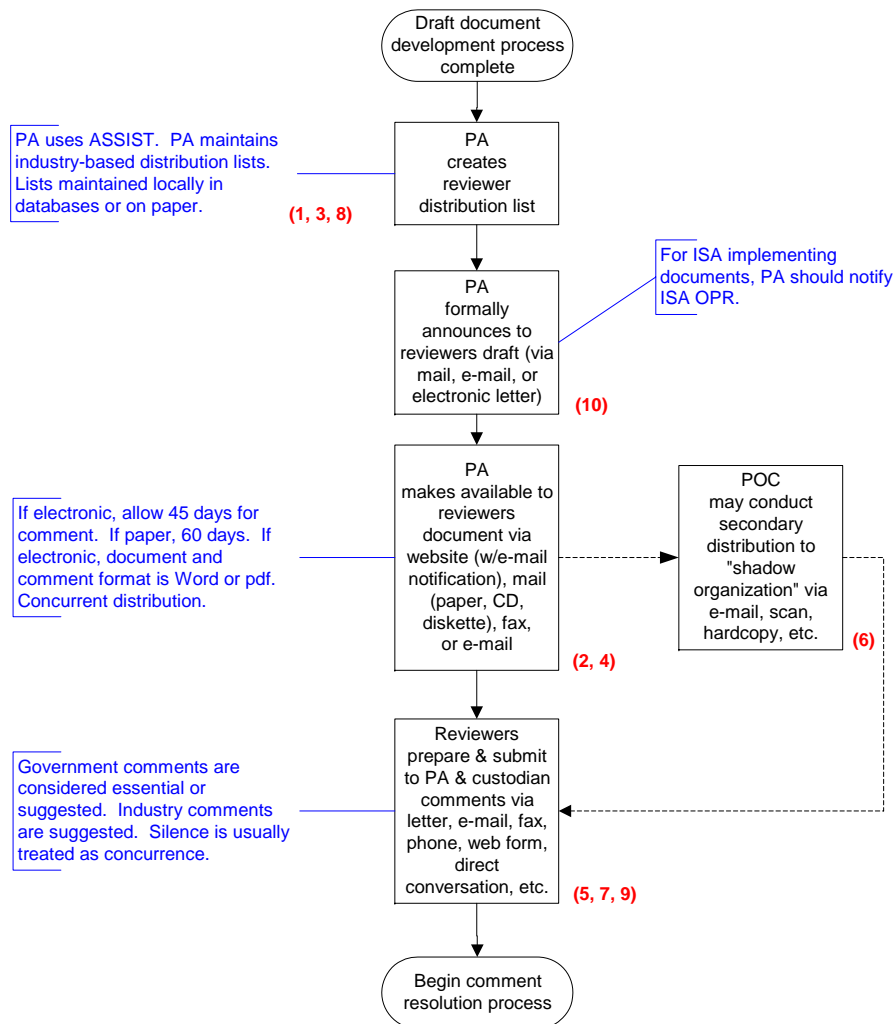 Draft document
development process
complete
PA uses ASSIST.  PA maintains
industry-based distribution lists.
Lists maintained locally in
databases or on paper.
PA
creates
reviewer
distribution list
(1, 3, 8)
For ISA implementing
documents, PA should notify
ISA OPR.
PA
formally
announces to
reviewers draft (via
mail, e-mail, or
electronic letter)
(10)
If electronic, allow 45 days for
comment.  If paper, 60 days.  If
electronic, document and
comment format is Word or pdf.
Concurrent distribution.
PA
makes available to
reviewers
document via
website (w/e-mail
notification), mail
(paper, CD,
diskette), fax,
or e-mail
(2, 4)
POC
may conduct
secondary
distribution to
"shadow
organization" via
e-mail, scan,
hardcopy, etc.
(6)
Government comments are
considered essential or
suggested.  Industry comments
are suggested.  Silence is usually
treated as concurrence.
Reviewers
prepare & submit
to PA & custodian
comments via
letter, e-mail, fax,
phone, web form,
direct
conversation, etc.
(5, 7, 9)
Begin comment
resolution process